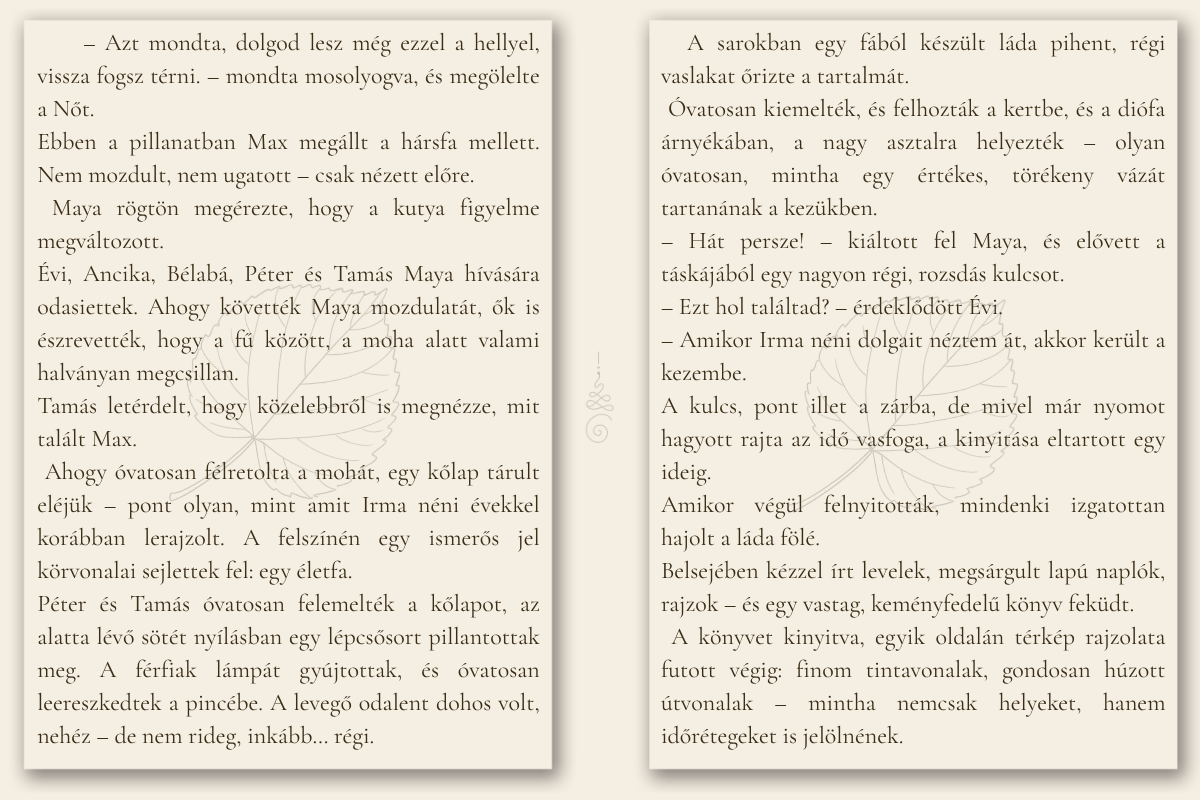 – Azt mondta, dolgod lesz még ezzel a hellyel,
vissza fogsz térni. – mondta mosolyogva, és megölelte
a Nőt.
Ebben a pillanatban Max megállt a hársfa mellett.
Nem mozdult, nem ugatott – csak nézett előre.
Maya rögtön megérezte, hogy a kutya figyelme
megváltozott.
Évi, Ancika, Bélabá, Péter és Tamás Maya hívására
odasiettek. Ahogy követték Maya mozdulatát, ők is
észrevették, hogy a fű között, a moha alatt valami
halványan megcsillan.
Tamás letérdelt, hogy közelebbről is megnézze, mit
talált Max.
Ahogy óvatosan félretolta a mohát, egy kőlap tárult
eléjük – pont olyan, mint amit Irma néni évekkel
korábban lerajzolt. A felszínén egy ismerős jel
körvonalai sejlettek fel: egy életfa.
Péter és Tamás óvatosan felemelték a kőlapot, az
alatta lévő sötét nyílásban egy lépcsősort pillantottak
meg. A férfiak lámpát gyújtottak, és óvatosan
leereszkedtek a pincébe. A levegő odalent dohos volt,
nehéz – de nem rideg, inkább... régi.
A sarokban egy fából készült láda pihent, régi
vaslakat őrizte a tartalmát.
Óvatosan kiemelték, és felhozták a kertbe, és a diófa
árnyékában, a nagy asztalra helyezték – olyan
óvatosan, mintha egy értékes, törékeny vázát
tartanának a kezükben.
– Hát persze! – kiáltott fel Maya, és elővett a
táskájából egy nagyon régi, rozsdás kulcsot.
– Ezt hol találtad? – érdeklődött Évi.
– Amikor Irma néni dolgait néztem át, akkor került a
kezembe.
A kulcs, pont illet a zárba, de mivel már nyomot
hagyott rajta az idő vasfoga, a kinyitása eltartott egy
ideig.
Amikor végül felnyitották, mindenki izgatottan
hajolt a láda fölé.
Belsejében kézzel írt levelek, megsárgult lapú naplók,
rajzok – és egy vastag, keményfedelű könyv feküdt.
A könyvet kinyitva, egyik oldalán térkép rajzolata
futott végig: finom tintavonalak, gondosan húzott
útvonalak – mintha nemcsak helyeket, hanem
időrétegeket is jelölnének.